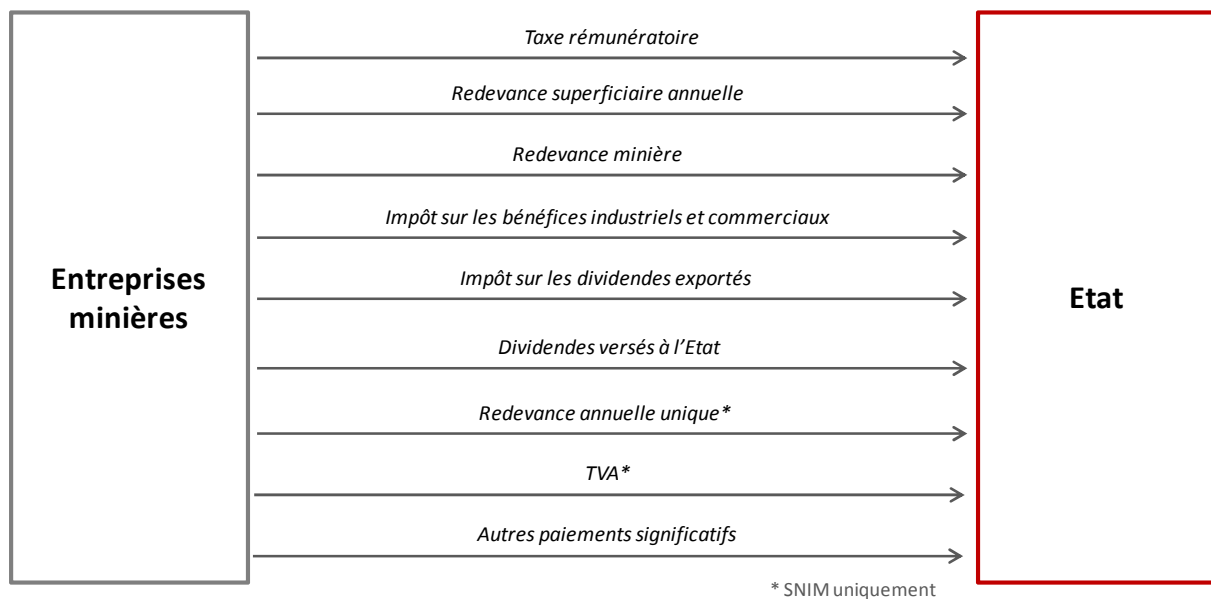 Taxe rémunératoire
Redevance superficiaire annuelle
Redevance minière
Impôt sur les bénéfices industriels et commerciaux
Entreprises
minières
Impôt sur les dividendes exportés
Etat
Dividendes versés à l’Etat
Redevance annuelle unique*
TVA*
Autres paiements significatifs
* SNIM uniquement